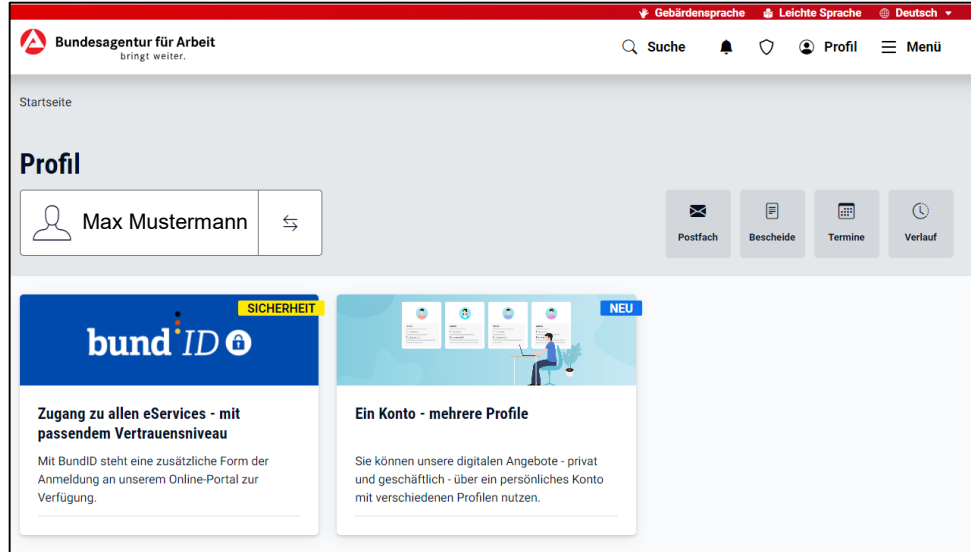 Gebärdensprache Leichte Sprache Deutsch
Bundesagentur für Arbeit
bringt weiter.
Suche Profil Menü
Startseite
Profil
Max Mustermann
Postfach Bescheide Termine Verlauf
SICHERHEIT
bundID
NEU
Zugang zu allen eServices - mit
passendem Vertrauensniveau
Mit BundID steht eine zusätzliche Form der
Anmeldung an unserem Online-Portal zur
Verfügung.
Ein Konto - mehrere Profile
Sie können unsere digitalen Angebote - privat
und geschäftlich - über ein persönliches Konto
mit verschiedenen Profilen nutzen.